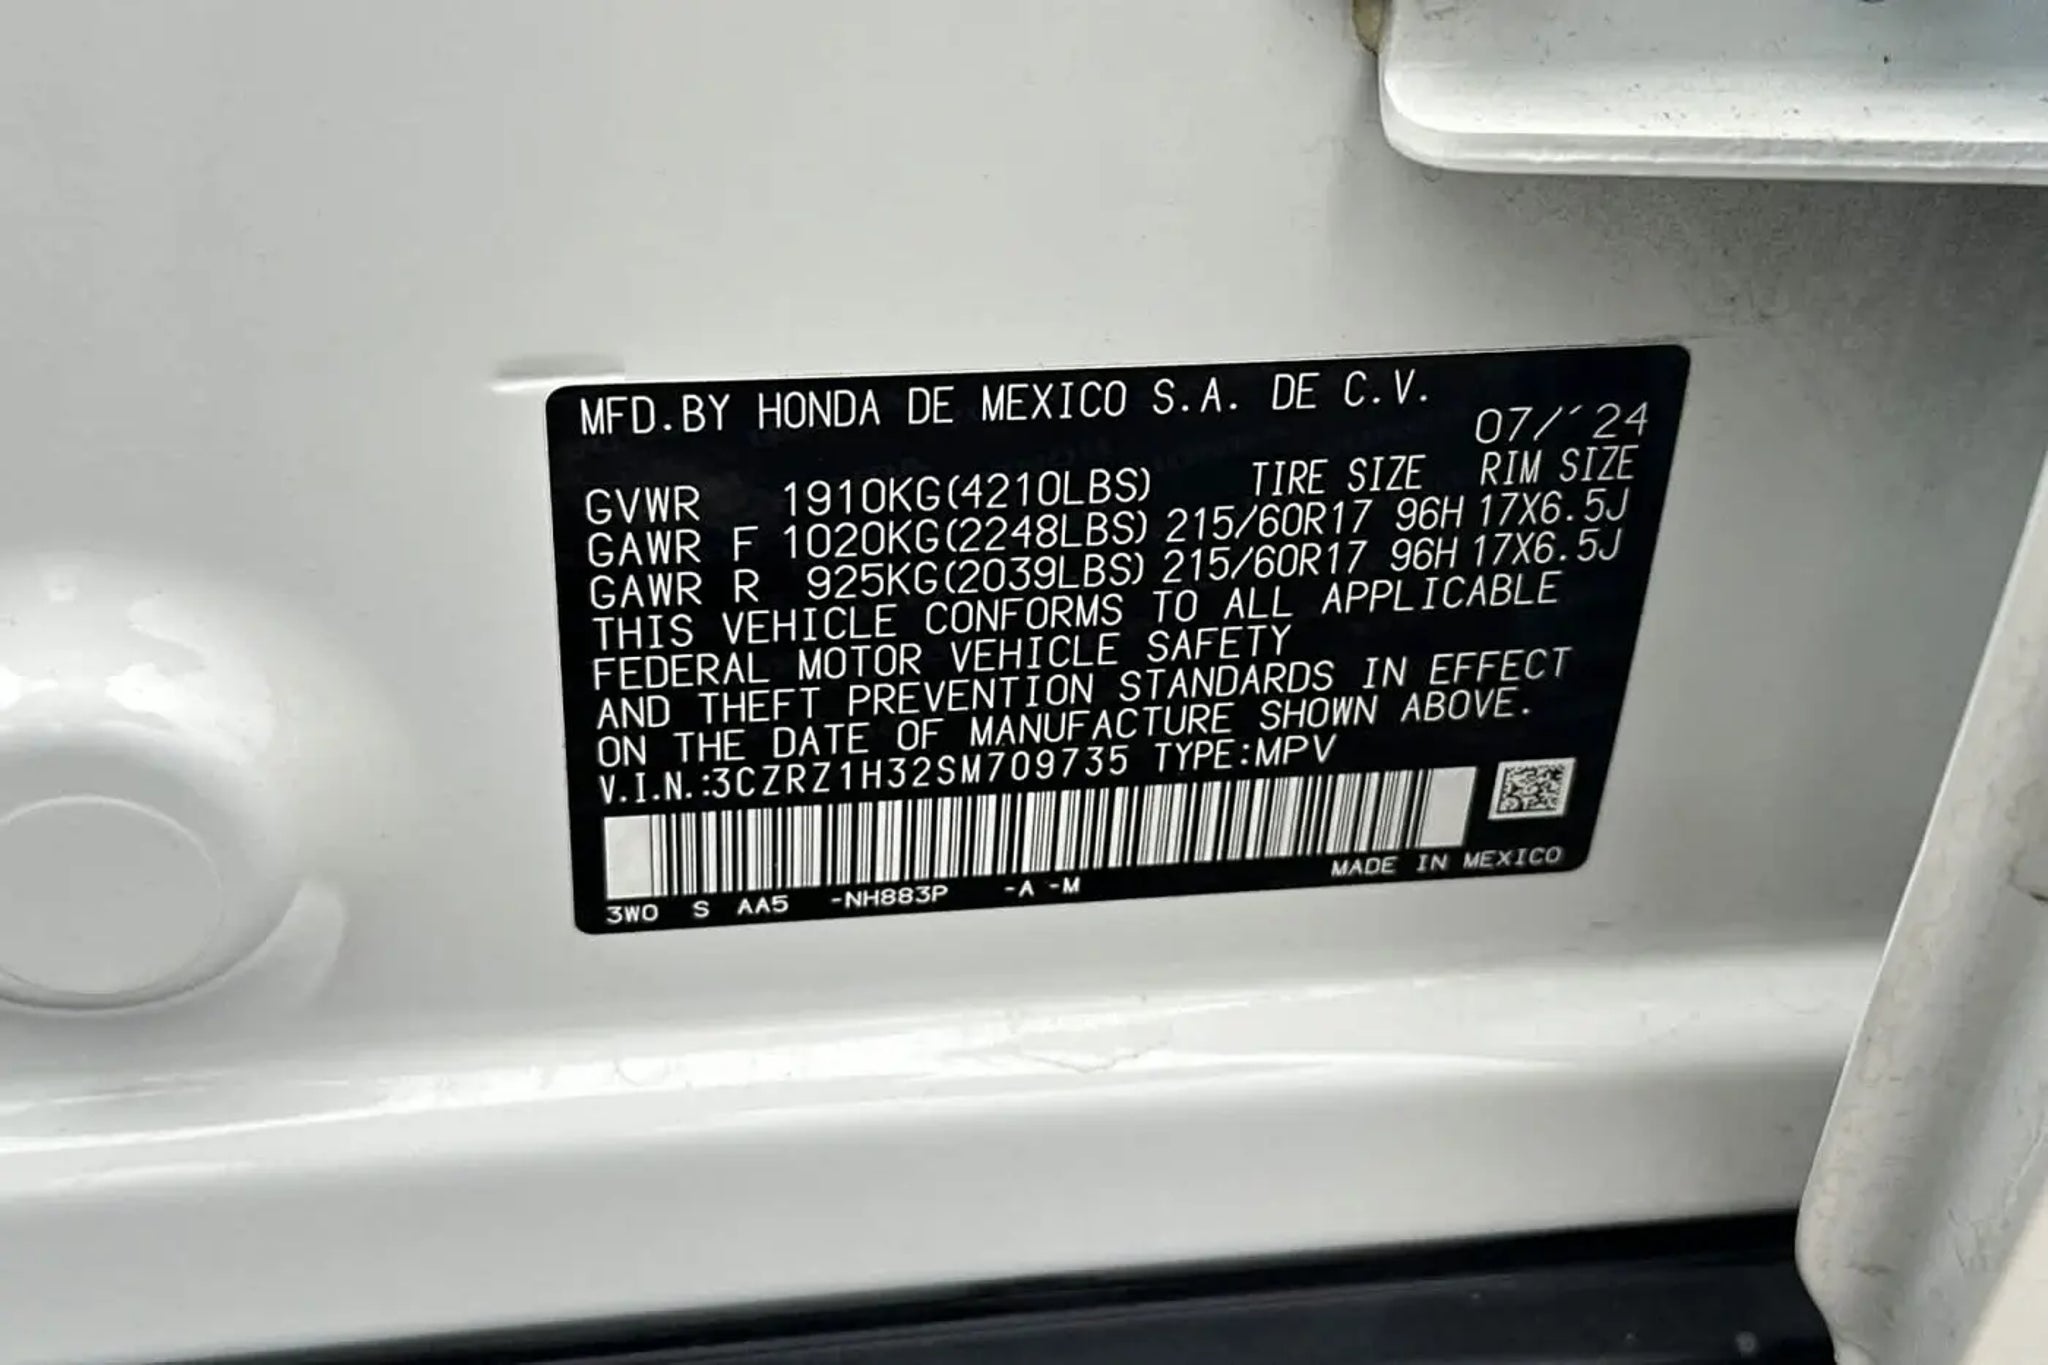 MFD.BY HONDA DE MEXICO S.A. DE C.V.
07/´24
TIRE SIZE RIM SIZE
GVWR 1910KG(4210LBS)
GAWR F 1020KG(2248LBS) 215/60R17 96H 17X6.5J
GAWR R 925KG(2039LBS) 215/60R17 96H 17X6.5J
THIS VEHICLE CONFORMS TO ALL APPLICABLE
FEDERAL MOTOR VEHICLE SAFETY
AND THEFT PREVENTION STANDARDS IN EFFECT
ON THE DATE OF MANUFACTURE SHOWN ABOVE.
V.I.N.:3CZRZ1H32SM709735 TYPE:MPV
MADE IN MEXICO
3W0 S AA5 -NH883P -A -M